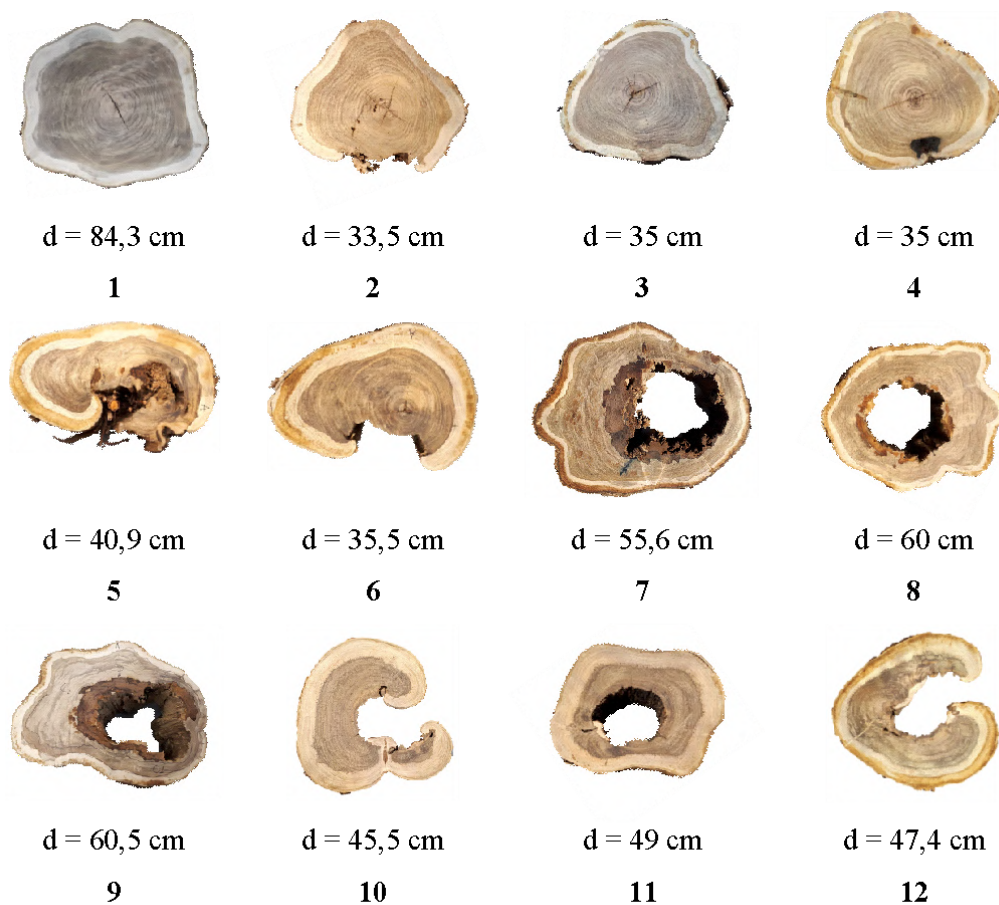 d = 84,3 cm
d = 33,5 cm
d = 35 cm
d = 35 cm
1
2
3
4
d = 40,9 cm
d = 35,5 cm
d = 55,6 cm
d = 60 cm
5
6
7
8
d = 60,5 cm
d = 45,5 cm
d = 49 cm
d = 47,4 cm
9
10
11
12